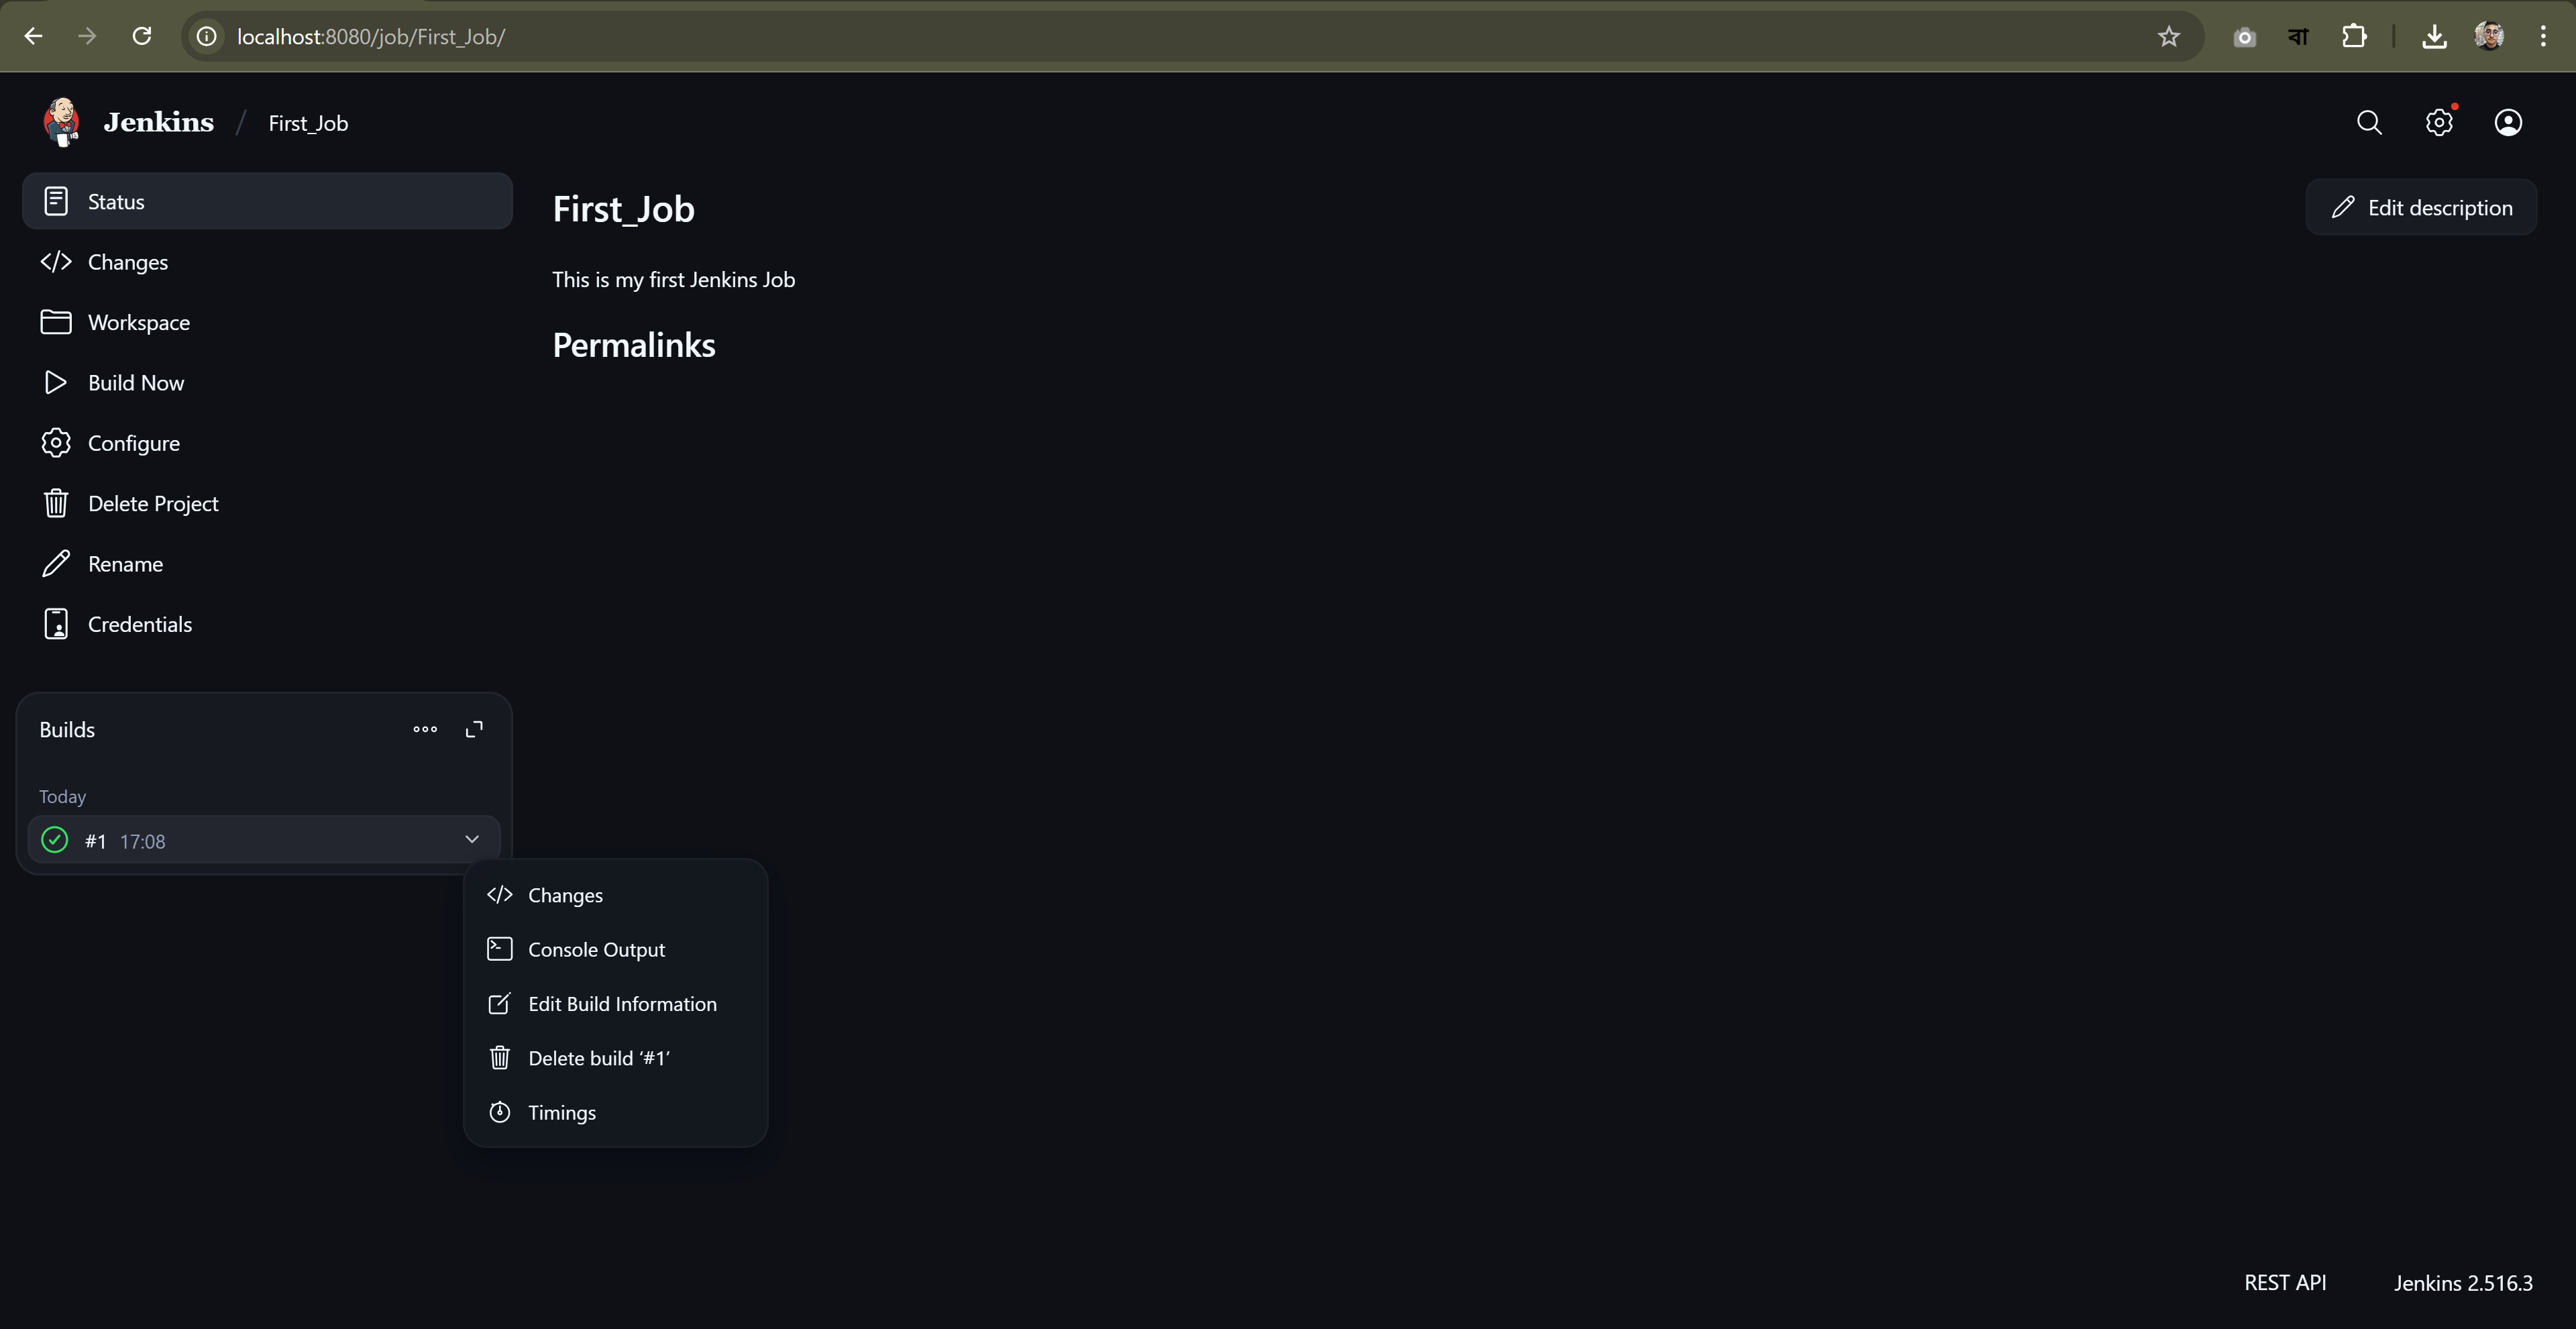 localhost:8080/job/First_Job/
বা
Jenkins / First_Job
Status
Changes
Workspace
Build Now
Configure
Delete Project
Rename
Credentials
First_Job
Edit description
This is my first Jenkins Job
Permalinks
Builds
Today
#1 17:08
Changes
Console Output
Edit Build Information
Delete build ‘#1’
Timings
REST API
Jenkins 2.516.3